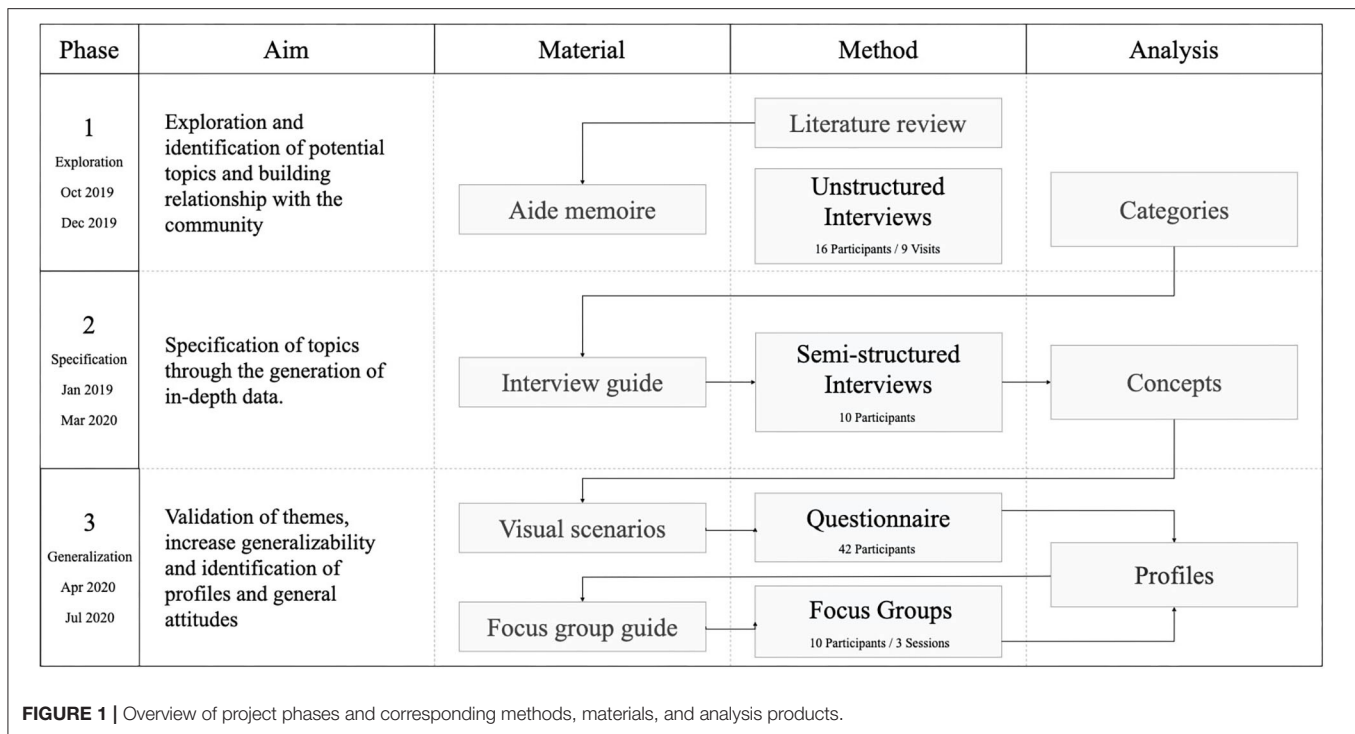 Phase
Aim
Material
Method
Analysis
1
Exploration
Oct 2019
Dec 2019
Exploration and
identification of potential
topics and building
relationship with the
community
Aide memoire
Literature review
Unstructured
Interviews
16 Participants / 9 Visits
Categories
2
Specification
Jan 2019
Mar 2020
Specification of topics
through the generation of
in-depth data.
Interview guide
Semi-structured
Interviews
10 Participants
Concepts
3
Generalization
Apr 2020
Jul 2020
Validation of themes,
increase generalizability
and identification of
profiles and general
attitudes
Visual scenarios
Questionnaire
42 Participants
Profiles
Focus group guide
Focus Groups
10 Participants / 3 Sessions
FIGURE 1 | Overview of project phases and corresponding methods, materials, and analysis products.